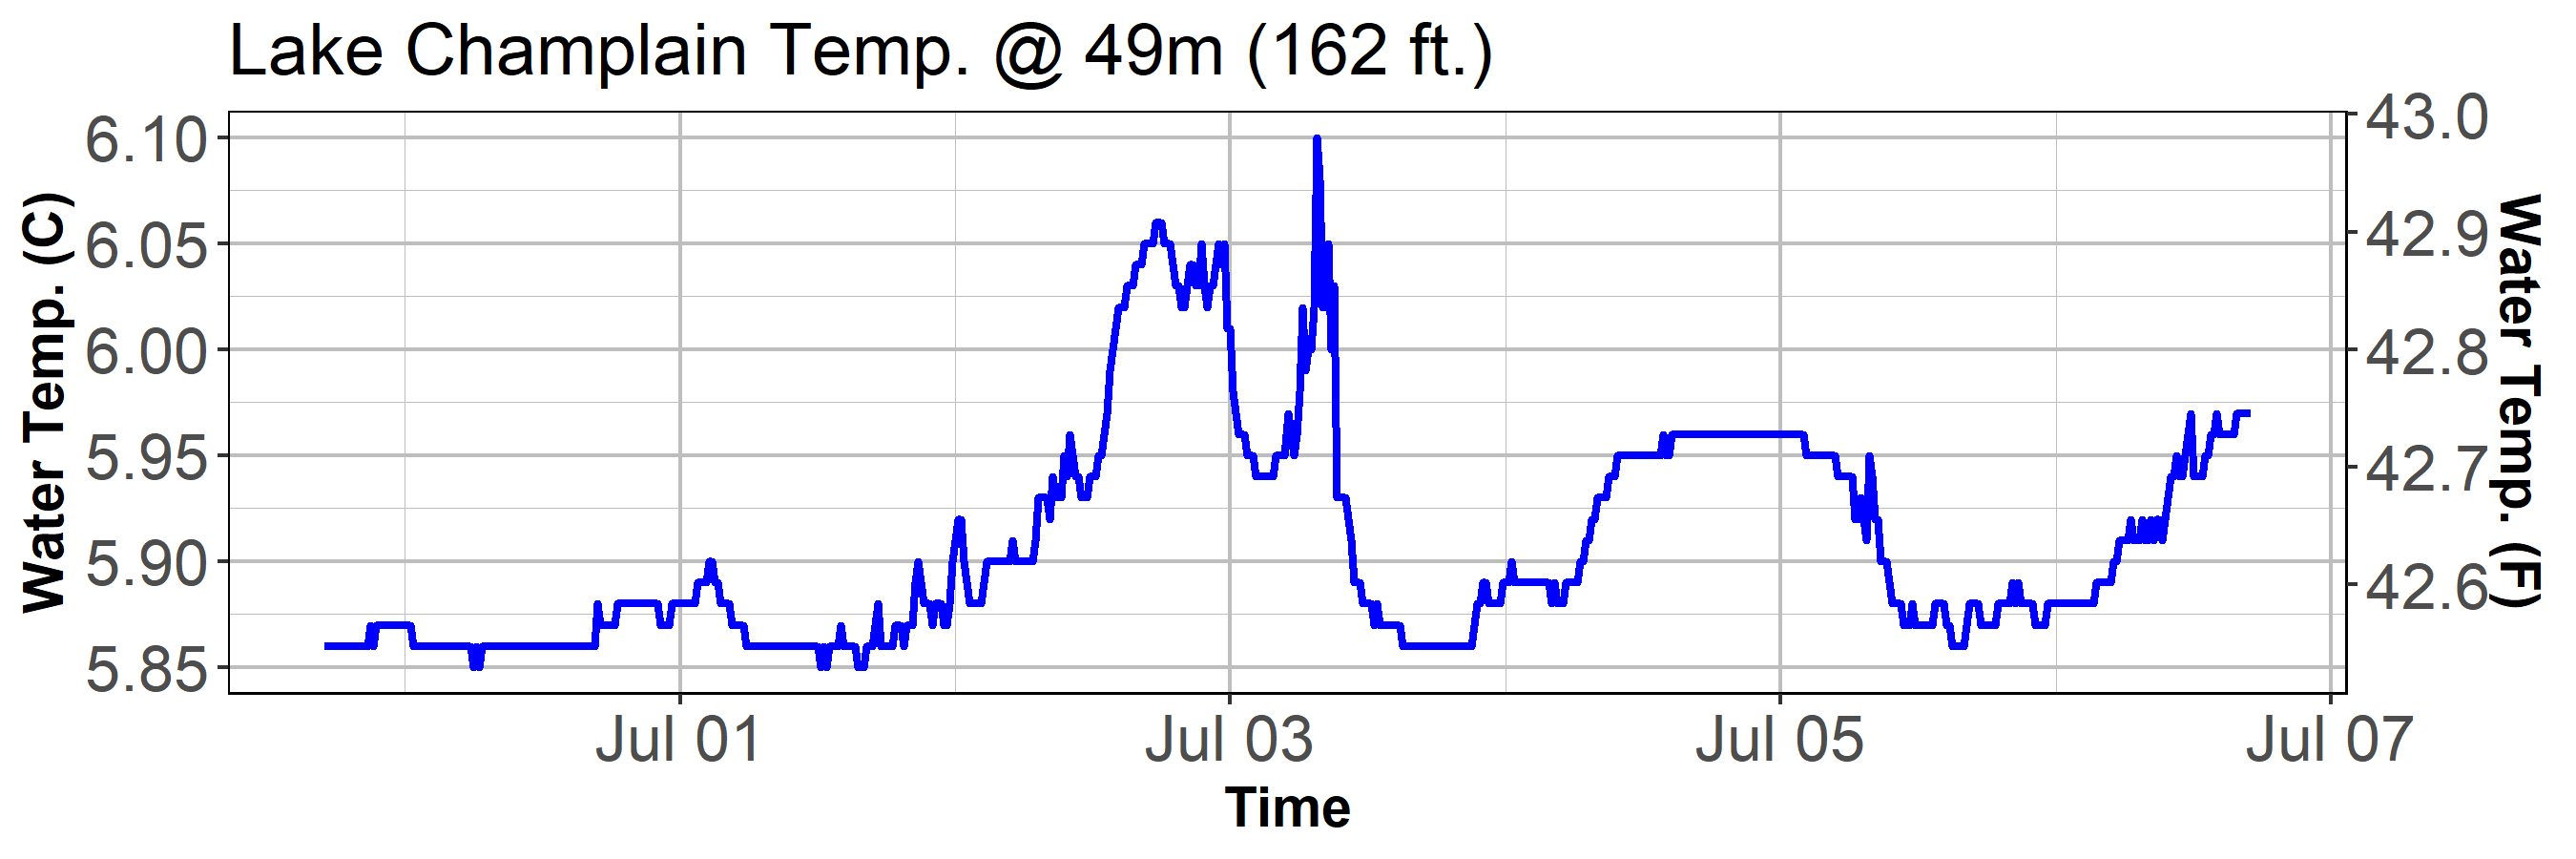 Lake Champlain Temp. @ 49m (162 ft.)
Water Temp. (C)
6.10
6.05
6.00
5.95
5.90
5.85
43.0
42.9
42.8
42.7
42.6
Water Temp. (F)
Jul 01 Jul 03 Jul 05 Jul 07
Time